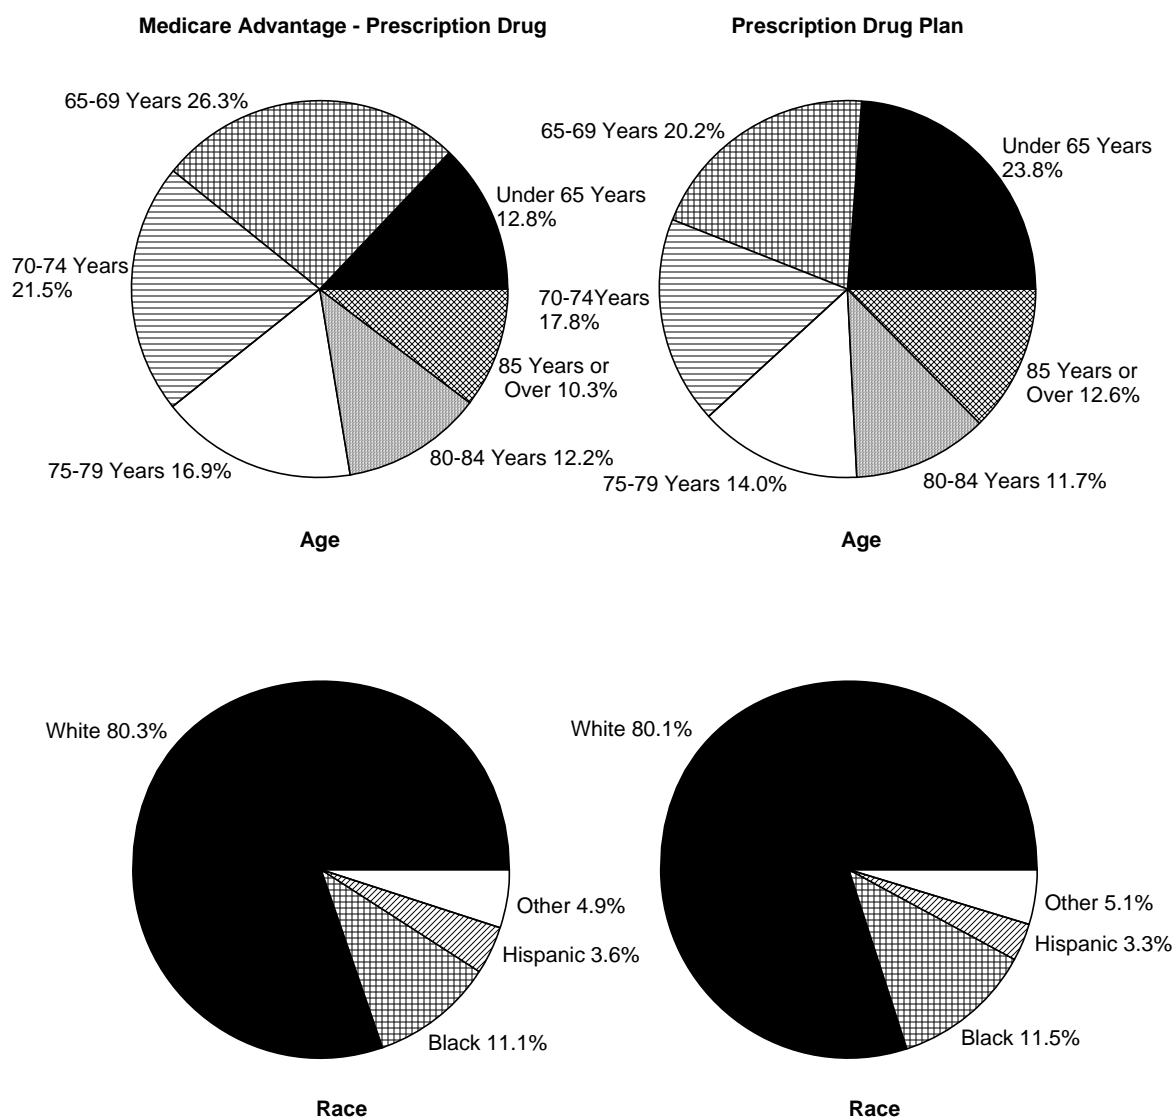 Medicare Advantage - Prescription Drug
Prescription Drug Plan
65-69 Years 26.3%
Under 65 Years
12.8%
70-74 Years
21.5%
85 Years or
Over 10.3%
75-79 Years 16.9%
80-84 Years 12.2%
Age
65-69 Years 20.2%
Under 65 Years
23.8%
70-74Years
17.8%
85 Years or
Over 12.6%
75-79 Years 14.0%
80-84 Years 11.7%
Age
White 80.3%
Other 4.9%
Hispanic 3.6%
Black 11.1%
Race
White 80.1%
Other 5.1%
Hispanic 3.3%
Black 11.5%
Race